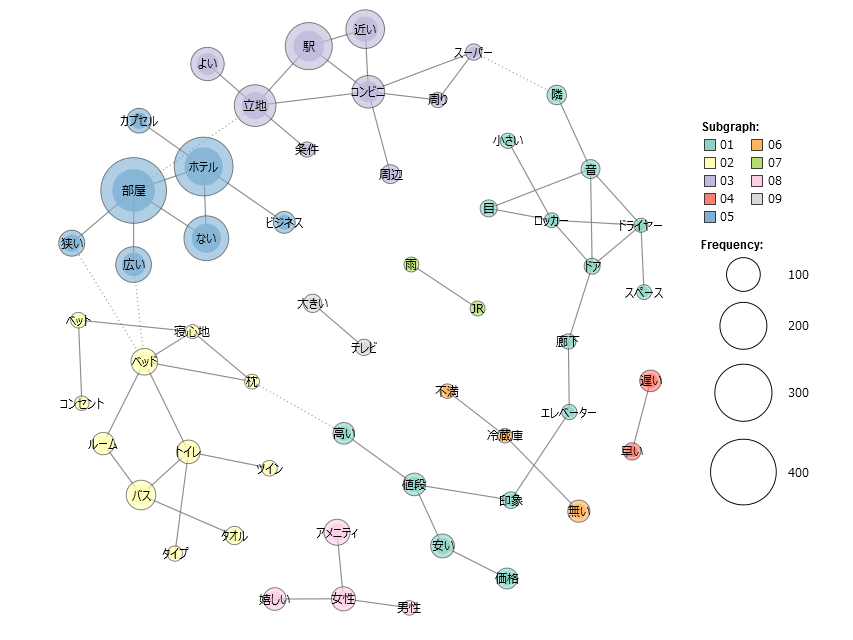 近い
駅
スーパー
よい
コンビニ
隣
周り
立地
カプセル
小さい
条件
ホテル
音
周辺
部屋
目
ロッカー
ビジネス
ドライヤー
ない
狭い
広い
雨
ドア
スペース
大きい
JR
ペット
寝心地
廊下
テレビ
ベッド
枕
遅い
不満
コンセント
エレベーター
高い
冷蔵庫
ルーム
トイレ
早い
ツイン
値段
バス
印象
無い
アメニティ
タオル
安い
タイプ
価格
嬉しい
女性
男性
Subgraph:
01 06
02 07
03 08
04 09
05
Frequency:
100
200
300
400